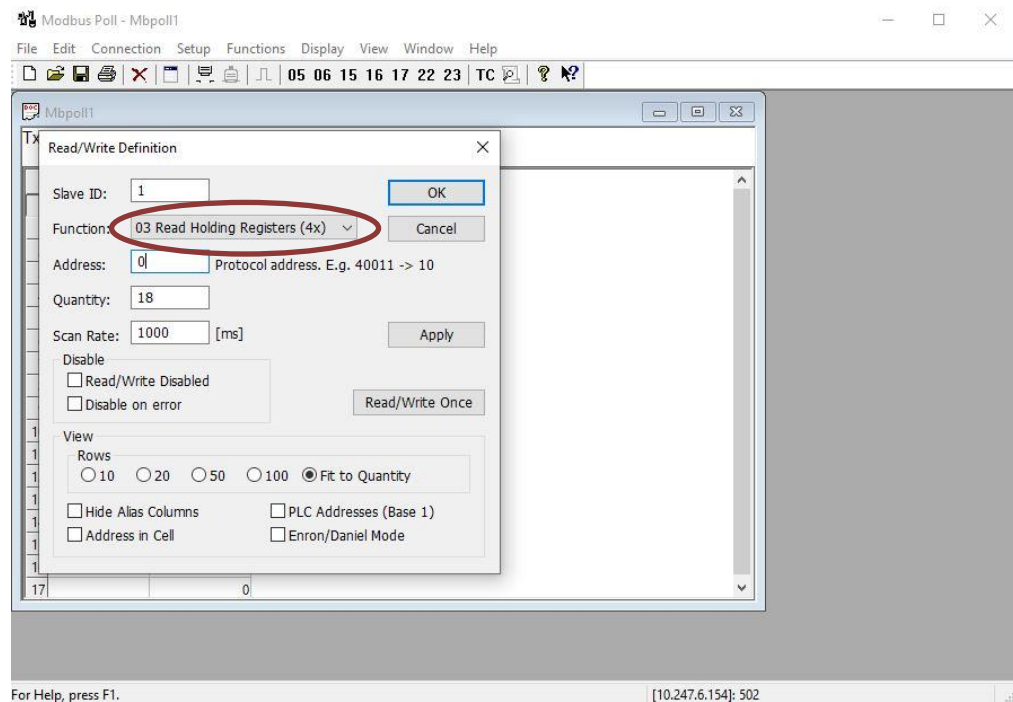 Modbus Poll - Mbpoll1
File Edit Connection Setup Functions Display View Window Help
05 06 15 16 17 22 23 TC
Mbpoll1
Tx
Read/Write Definition
Slave ID: 1 OK
Function: 03 Read Holding Registers (4x) Cancel
Address: 0 Protocol address. E.g. 40011 -> 10
Quantity: 18
Scan Rate: 1000 [ms] Apply
Disable
Read/Write Disabled
Disable on error Read/Write Once
View
Rows
10 20 50 100 Fit to Quantity
Hide Alias Columns PLC Addresses (Base 1)
Address in Cell Enron/Daniel Mode
17 0
For Help, press F1. [10.247.6.154]: 502